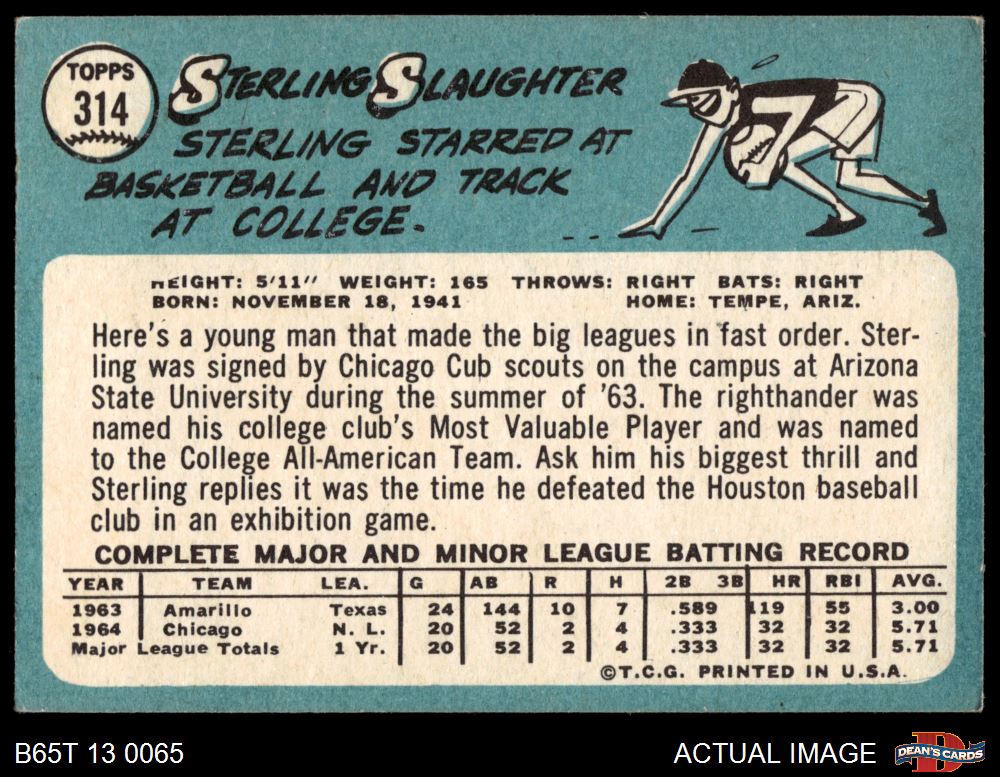 TOPPS
314
STERLING SLAUGHTER
STERLING STARRED AT
BASKETBALL AND TRACK
AT COLLEGE.
7
HEIGHT: 5'11" WEIGHT: 165 THROWS: RIGHT BATS: RIGHT
BORN: NOVEMBER 18, 1941 HOME: TEMPE, ARIZ.
Here's a young man that made the big leagues in fast order. Ster-
ling was signed by Chicago Cub scouts on the campus at Arizona
State University during the summer of '63. The righthander was
named his college club's Most Valuable Player and was named
to the College All-American Team. Ask him his biggest thrill and
Sterling replies it was the time he defeated the Houston baseball
club in an exhibition game.
COMPLETE MAJOR AND MINOR LEAGUE BATTING RECORD
YEAR TEAM LEA. G AB R H 2B 3B HR RBI AVG.
1963 Amarillo Texas 24 144 10 7 .589 119 55 3.00
1964 Chicago N. L. 20 52 2 4 .333 32 32 5.71
Major League Totals 1 Yr. 20 52 2 4 .333 32 32 5.71
©T.C.G. PRINTED IN U.S.A.
B65T 13 0065 ACTUAL IMAGE DEAN'S CARDS